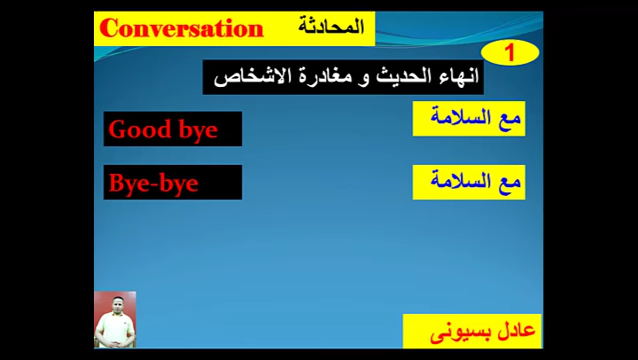 Conversation المحادثة
1
انهاء الحديث و مغادرة الاشخاص
Good bye مع السلامة
Bye-bye مع السلامة
عادل بسيونى